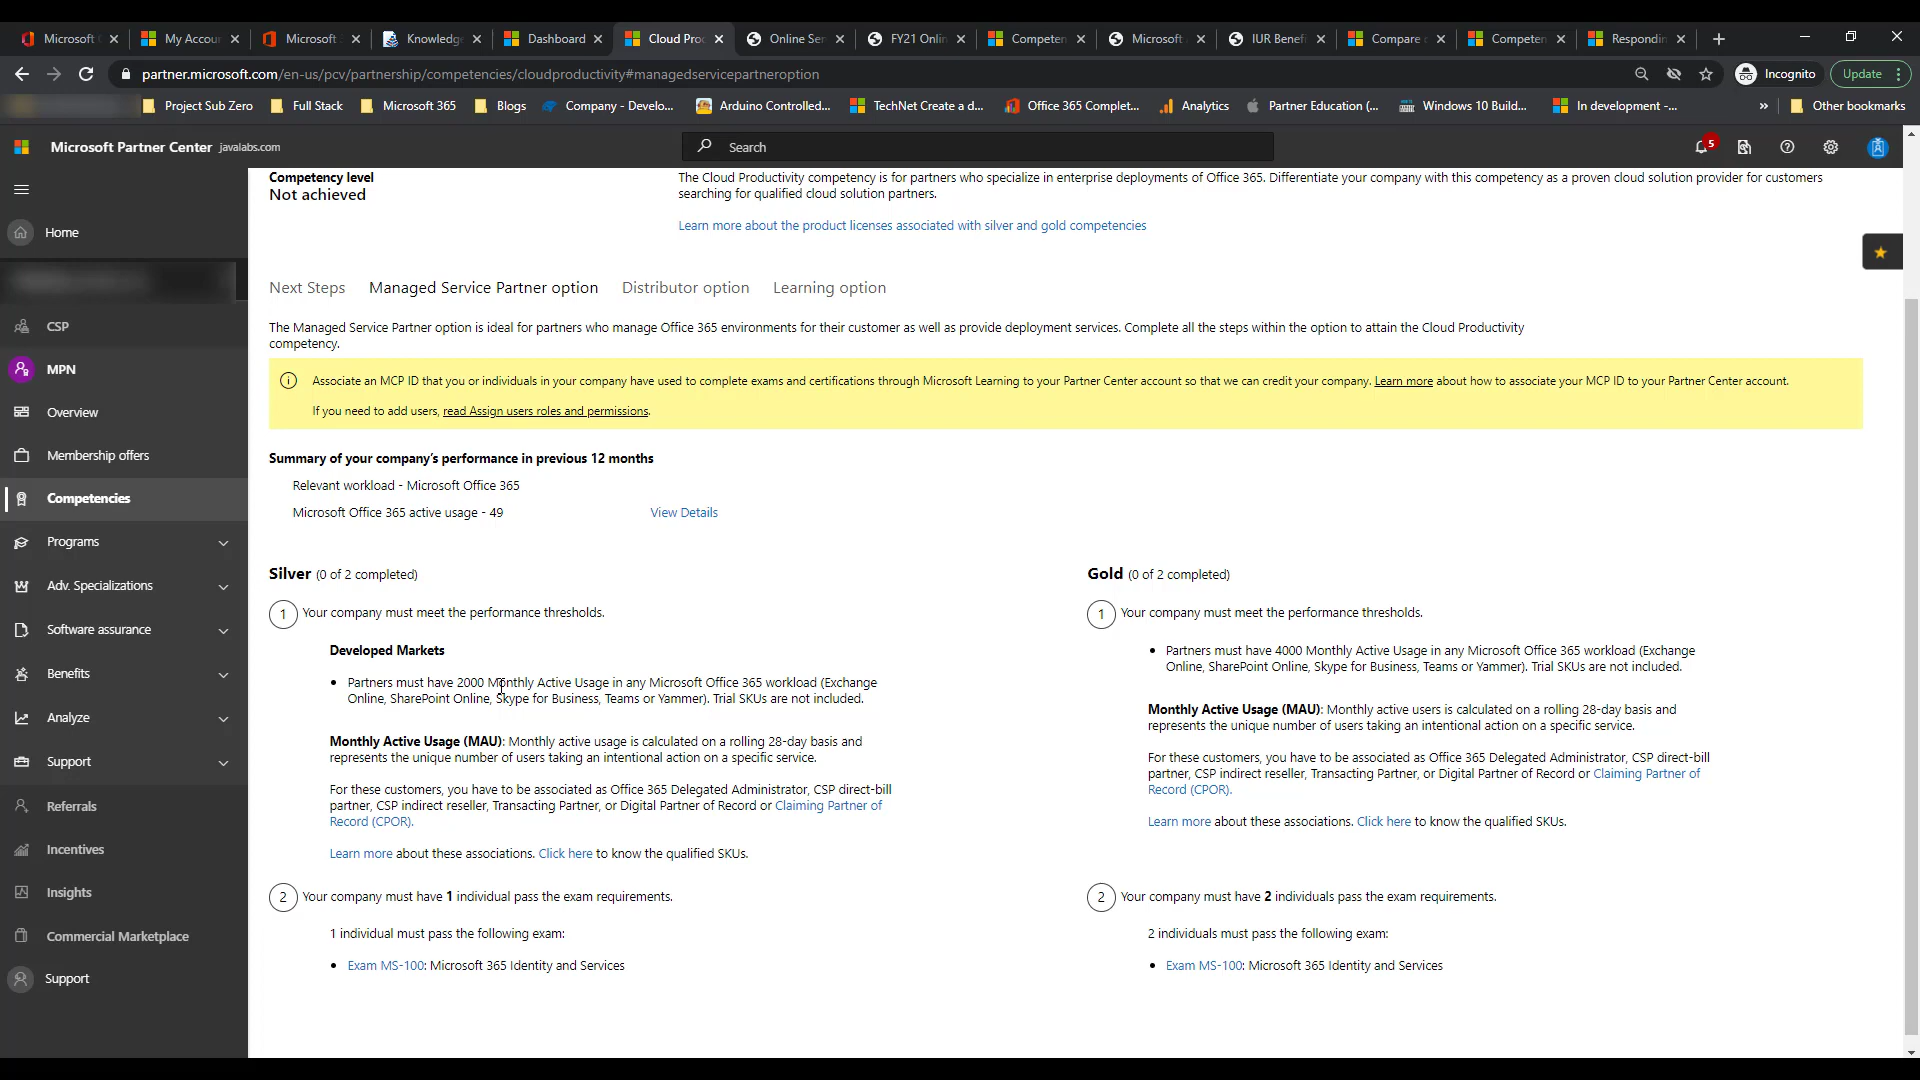 Microsoft
My Accou
Microsoft
Knowledge
Dashboard
Cloud Pro
Online Ser
FY21 Onli
Competen
Microsoft
IUR Benef
Compare
Competen
Respondin
partner.microsoft.com/en-us/pcv/partnership/competencies/cloudproductivity#managedservicepartneroption
Incognito
Update
Project Sub Zero
Full Stack
Microsoft 365
Blogs
Company - Develo...
Arduino Controlled...
TechNet Create a d...
Office 365 Complet...
Analytics
Partner Education (...
Windows 10 Build...
In development -...
»
Other bookmarks
Microsoft Partner Center javalabs.com
Search
5
Home
CSP
MPN
Overview
Membership offers
Competencies
Programs
Adv. Specializations
Software assurance
Benefits
Analyze
Support
Referrals
Incentives
Insights
Commercial Marketplace
Support
Competency level
Not achieved
The Cloud Productivity competency is for partners who specialize in enterprise deployments of Office 365. Differentiate your company with this competency as a proven cloud solution provider for customers
searching for qualified cloud solution partners.
Learn more about the product licenses associated with silver and gold competencies
Next Steps
Managed Service Partner option
Distributor option
Learning option
The Managed Service Partner option is ideal for partners who manage Office 365 environments for their customer as well as provide deployment services. Complete all the steps within the option to attain the Cloud Productivity
competency.
Associate an MCP ID that you or individuals in your company have used to complete exams and certifications through Microsoft Learning to your Partner Center account so that we can credit your company. Learn more about how to associate your MCP ID to your Partner Center account.
If you need to add users, read Assign users roles and permissions.
Summary of your company's performance in previous 12 months
Relevant workload - Microsoft Office 365
Microsoft Office 365 active usage - 49
View Details
Silver (0 of 2 completed)
1 Your company must meet the performance thresholds.
Developed Markets
• Partners must have 2000 Monthly Active Usage in any Microsoft Office 365 workload (Exchange
Online, SharePoint Online, Skype for Business, Teams or Yammer). Trial SKUs are not included.
Monthly Active Usage (MAU): Monthly active usage is calculated on a rolling 28-day basis and
represents the unique number of users taking an intentional action on a specific service.
For these customers, you have to be associated as Office 365 Delegated Administrator, CSP direct-bill
partner, CSP indirect reseller, Transacting Partner, or Digital Partner of Record or Claiming Partner of
Record (CPOR).
Learn more about these associations. Click here to know the qualified SKUs.
2 Your company must have 1 individual pass the exam requirements.
1 individual must pass the following exam:
• Exam MS-100: Microsoft 365 Identity and Services
Gold (0 of 2 completed)
1 Your company must meet the performance thresholds.
• Partners must have 4000 Monthly Active Usage in any Microsoft Office 365 workload (Exchange
Online, SharePoint Online, Skype for Business, Teams or Yammer). Trial SKUs are not included.
Monthly Active Usage (MAU): Monthly active users is calculated on a rolling 28-day basis and
represents the unique number of users taking an intentional action on a specific service.
For these customers, you have to be associated as Office 365 Delegated Administrator, CSP direct-bill
partner, CSP indirect reseller, Transacting Partner, or Digital Partner of Record or Claiming Partner of
Record (CPOR).
Learn more about these associations. Click here to know the qualified SKUs.
2 Your company must have 2 individuals pass the exam requirements.
2 individuals must pass the following exam:
• Exam MS-100: Microsoft 365 Identity and Services